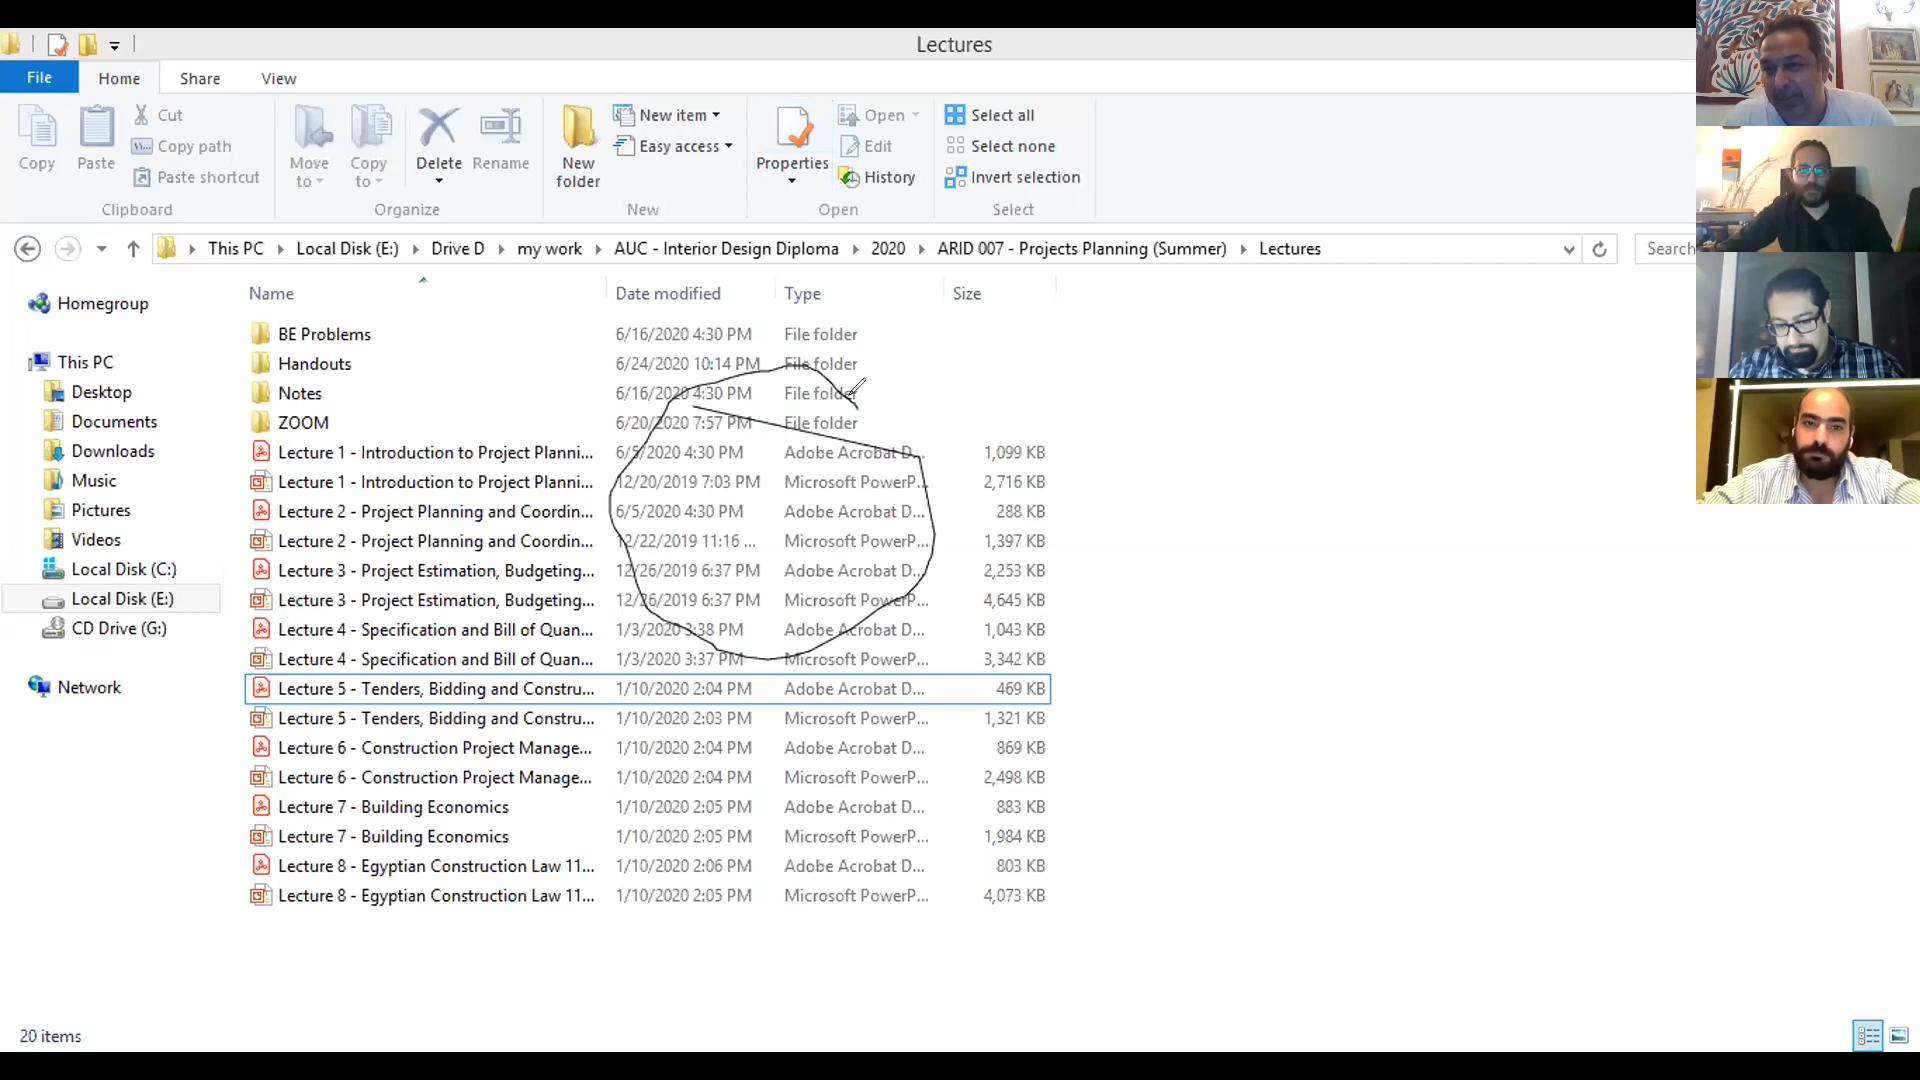 Lectures
File Home Share View
Copy
Paste
Cut
Copy path
Paste shortcut
Clipboard
Move to
Copy to
Delete
Rename
Organize
New folder
New item
Easy access
New
Properties
Open
Edit
History
Open
Select all
Select none
Invert selection
Select
This PC Local Disk (E:) Drive D my work AUC - Interior Design Diploma 2020 ARID 007 - Projects Planning (Summer) Lectures
Search
Homegroup
This PC
Desktop
Documents
Downloads
Music
Pictures
Videos
Local Disk (C:)
Local Disk (E:)
CD Drive (G:)
Network
Name Date modified Type Size
BE Problems 6/16/2020 4:30 PM File folder
Handouts 6/24/2020 10:14 PM File folder
Notes 6/16/2020 4:30 PM File folder
ZOOM 6/20/2020 7:57 PM File folder
Lecture 1 - Introduction to Project Planni... 6/5/2020 4:30 PM Adobe Acrobat D... 1,099 KB
Lecture 1 - Introduction to Project Planni... 12/20/2019 7:03 PM Microsoft PowerP... 2,716 KB
Lecture 2 - Project Planning and Coordin... 6/5/2020 4:30 PM Adobe Acrobat D... 288 KB
Lecture 2 - Project Planning and Coordin... 12/22/2019 11:16 ... Microsoft PowerP... 1,397 KB
Lecture 3 - Project Estimation, Budgeting... 12/26/2019 6:37 PM Adobe Acrobat D... 2,253 KB
Lecture 3 - Project Estimation, Budgeting... 12/26/2019 6:37 PM Microsoft PowerP... 4,645 KB
Lecture 4 - Specification and Bill of Quan... 1/3/2020 3:38 PM Adobe Acrobat D... 1,043 KB
Lecture 4 - Specification and Bill of Quan... 1/3/2020 3:37 PM Microsoft PowerP... 3,342 KB
Lecture 5 - Tenders, Bidding and Constru... 1/10/2020 2:04 PM Adobe Acrobat D... 469 KB
Lecture 5 - Tenders, Bidding and Constru... 1/10/2020 2:03 PM Microsoft PowerP... 1,321 KB
Lecture 6 - Construction Project Manage... 1/10/2020 2:04 PM Adobe Acrobat D... 869 KB
Lecture 6 - Construction Project Manage... 1/10/2020 2:04 PM Microsoft PowerP... 2,498 KB
Lecture 7 - Building Economics 1/10/2020 2:05 PM Adobe Acrobat D... 883 KB
Lecture 7 - Building Economics 1/10/2020 2:05 PM Microsoft PowerP... 1,984 KB
Lecture 8 - Egyptian Construction Law 11... 1/10/2020 2:06 PM Adobe Acrobat D... 803 KB
Lecture 8 - Egyptian Construction Law 11... 1/10/2020 2:05 PM Microsoft PowerP... 4,073 KB
20 items